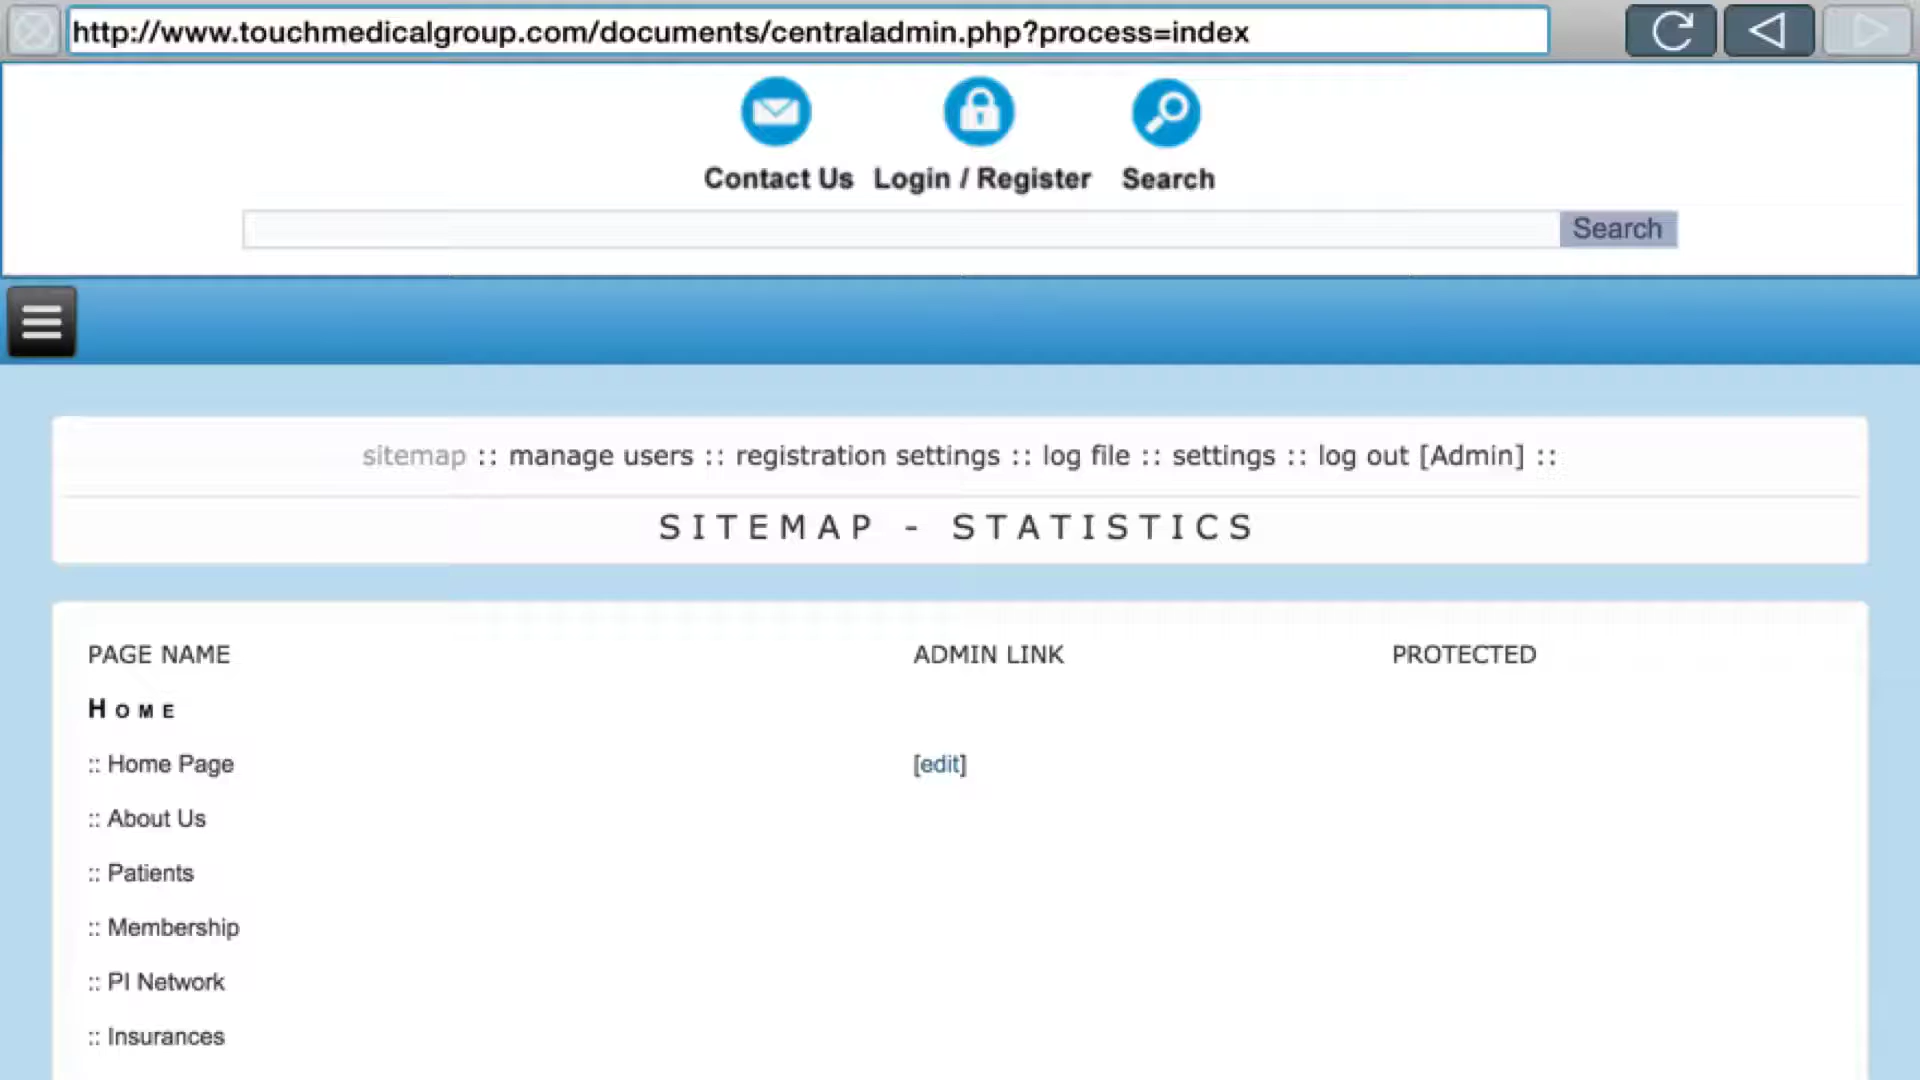 http://www.touchmedicalgroup.com/documents/centraladmin.php?process=index
Contact Us Login / Register Search
Search
sitemap :: manage users :: registration settings :: log file :: settings :: log out [Admin] ::
SITEMAP - STATISTICS
PAGE NAME ADMIN LINK PROTECTED
HOME
:: Home Page [edit]
:: About Us
:: Patients
:: Membership
:: PI Network
:: Insurances